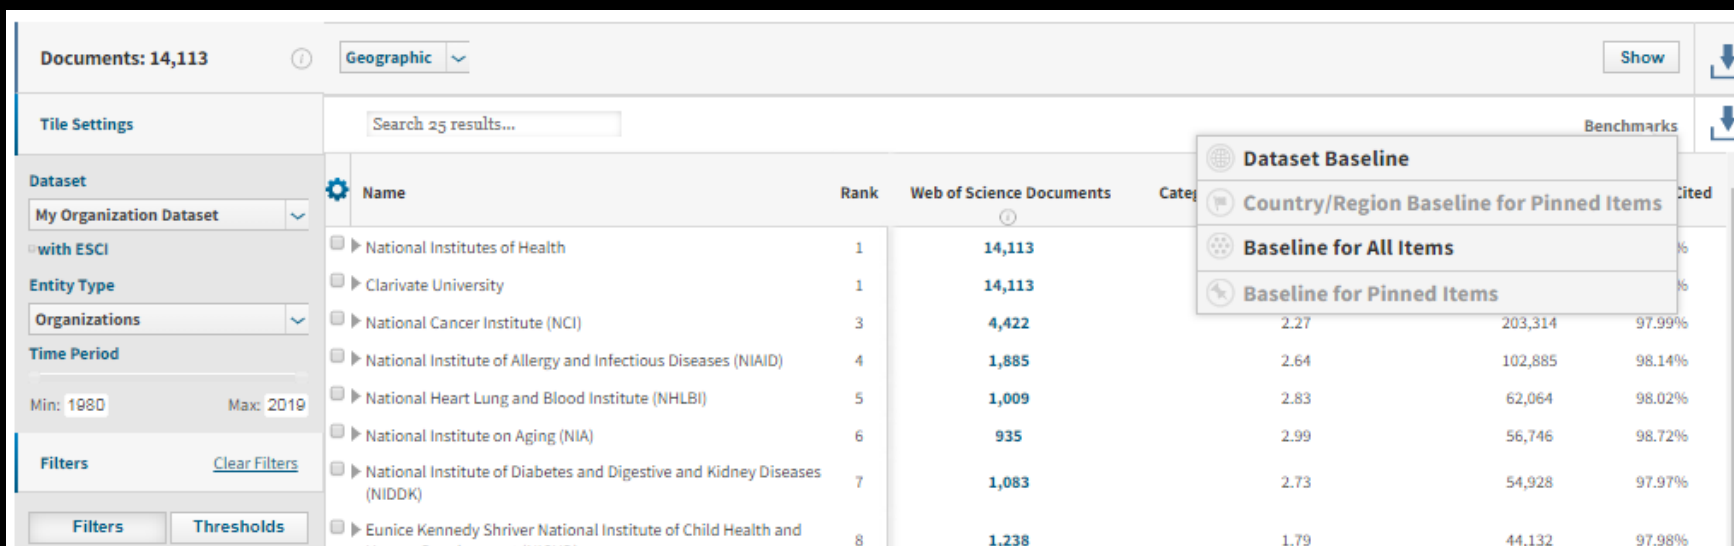 Documents: 14,113
Geographic
Show
Tile Settings
Search 25 results...
Benchmarks
Dataset
My Organization Dataset
with ESCI
Entity Type
Organizations
Time Period
Min: 1980 Max: 2019
Filters Clear Filters
Filters Thresholds
Name Rank Web of Science Documents
Dataset Baseline
Country/Region Baseline for Pinned Items
Baseline for All Items
Baseline for Pinned Items
National Institutes of Health 1 14,113
Clarivate University 1 14,113
National Cancer Institute (NCI) 3 4,422 2.27 203,314 97.99%
National Institute of Allergy and Infectious Diseases (NIAID) 4 1,885 2.64 102,885 98.14%
National Heart Lung and Blood Institute (NHLBI) 5 1,009 2.83 62,064 98.02%
National Institute on Aging (NIA) 6 935 2.99 56,746 98.72%
National Institute of Diabetes and Digestive and Kidney Diseases
(NIDDK) 7 1,083 2.73 54,928 97.97%
Eunice Kennedy Shriver National Institute of Child Health and
8 1,238 1.79 44,132 97.98%